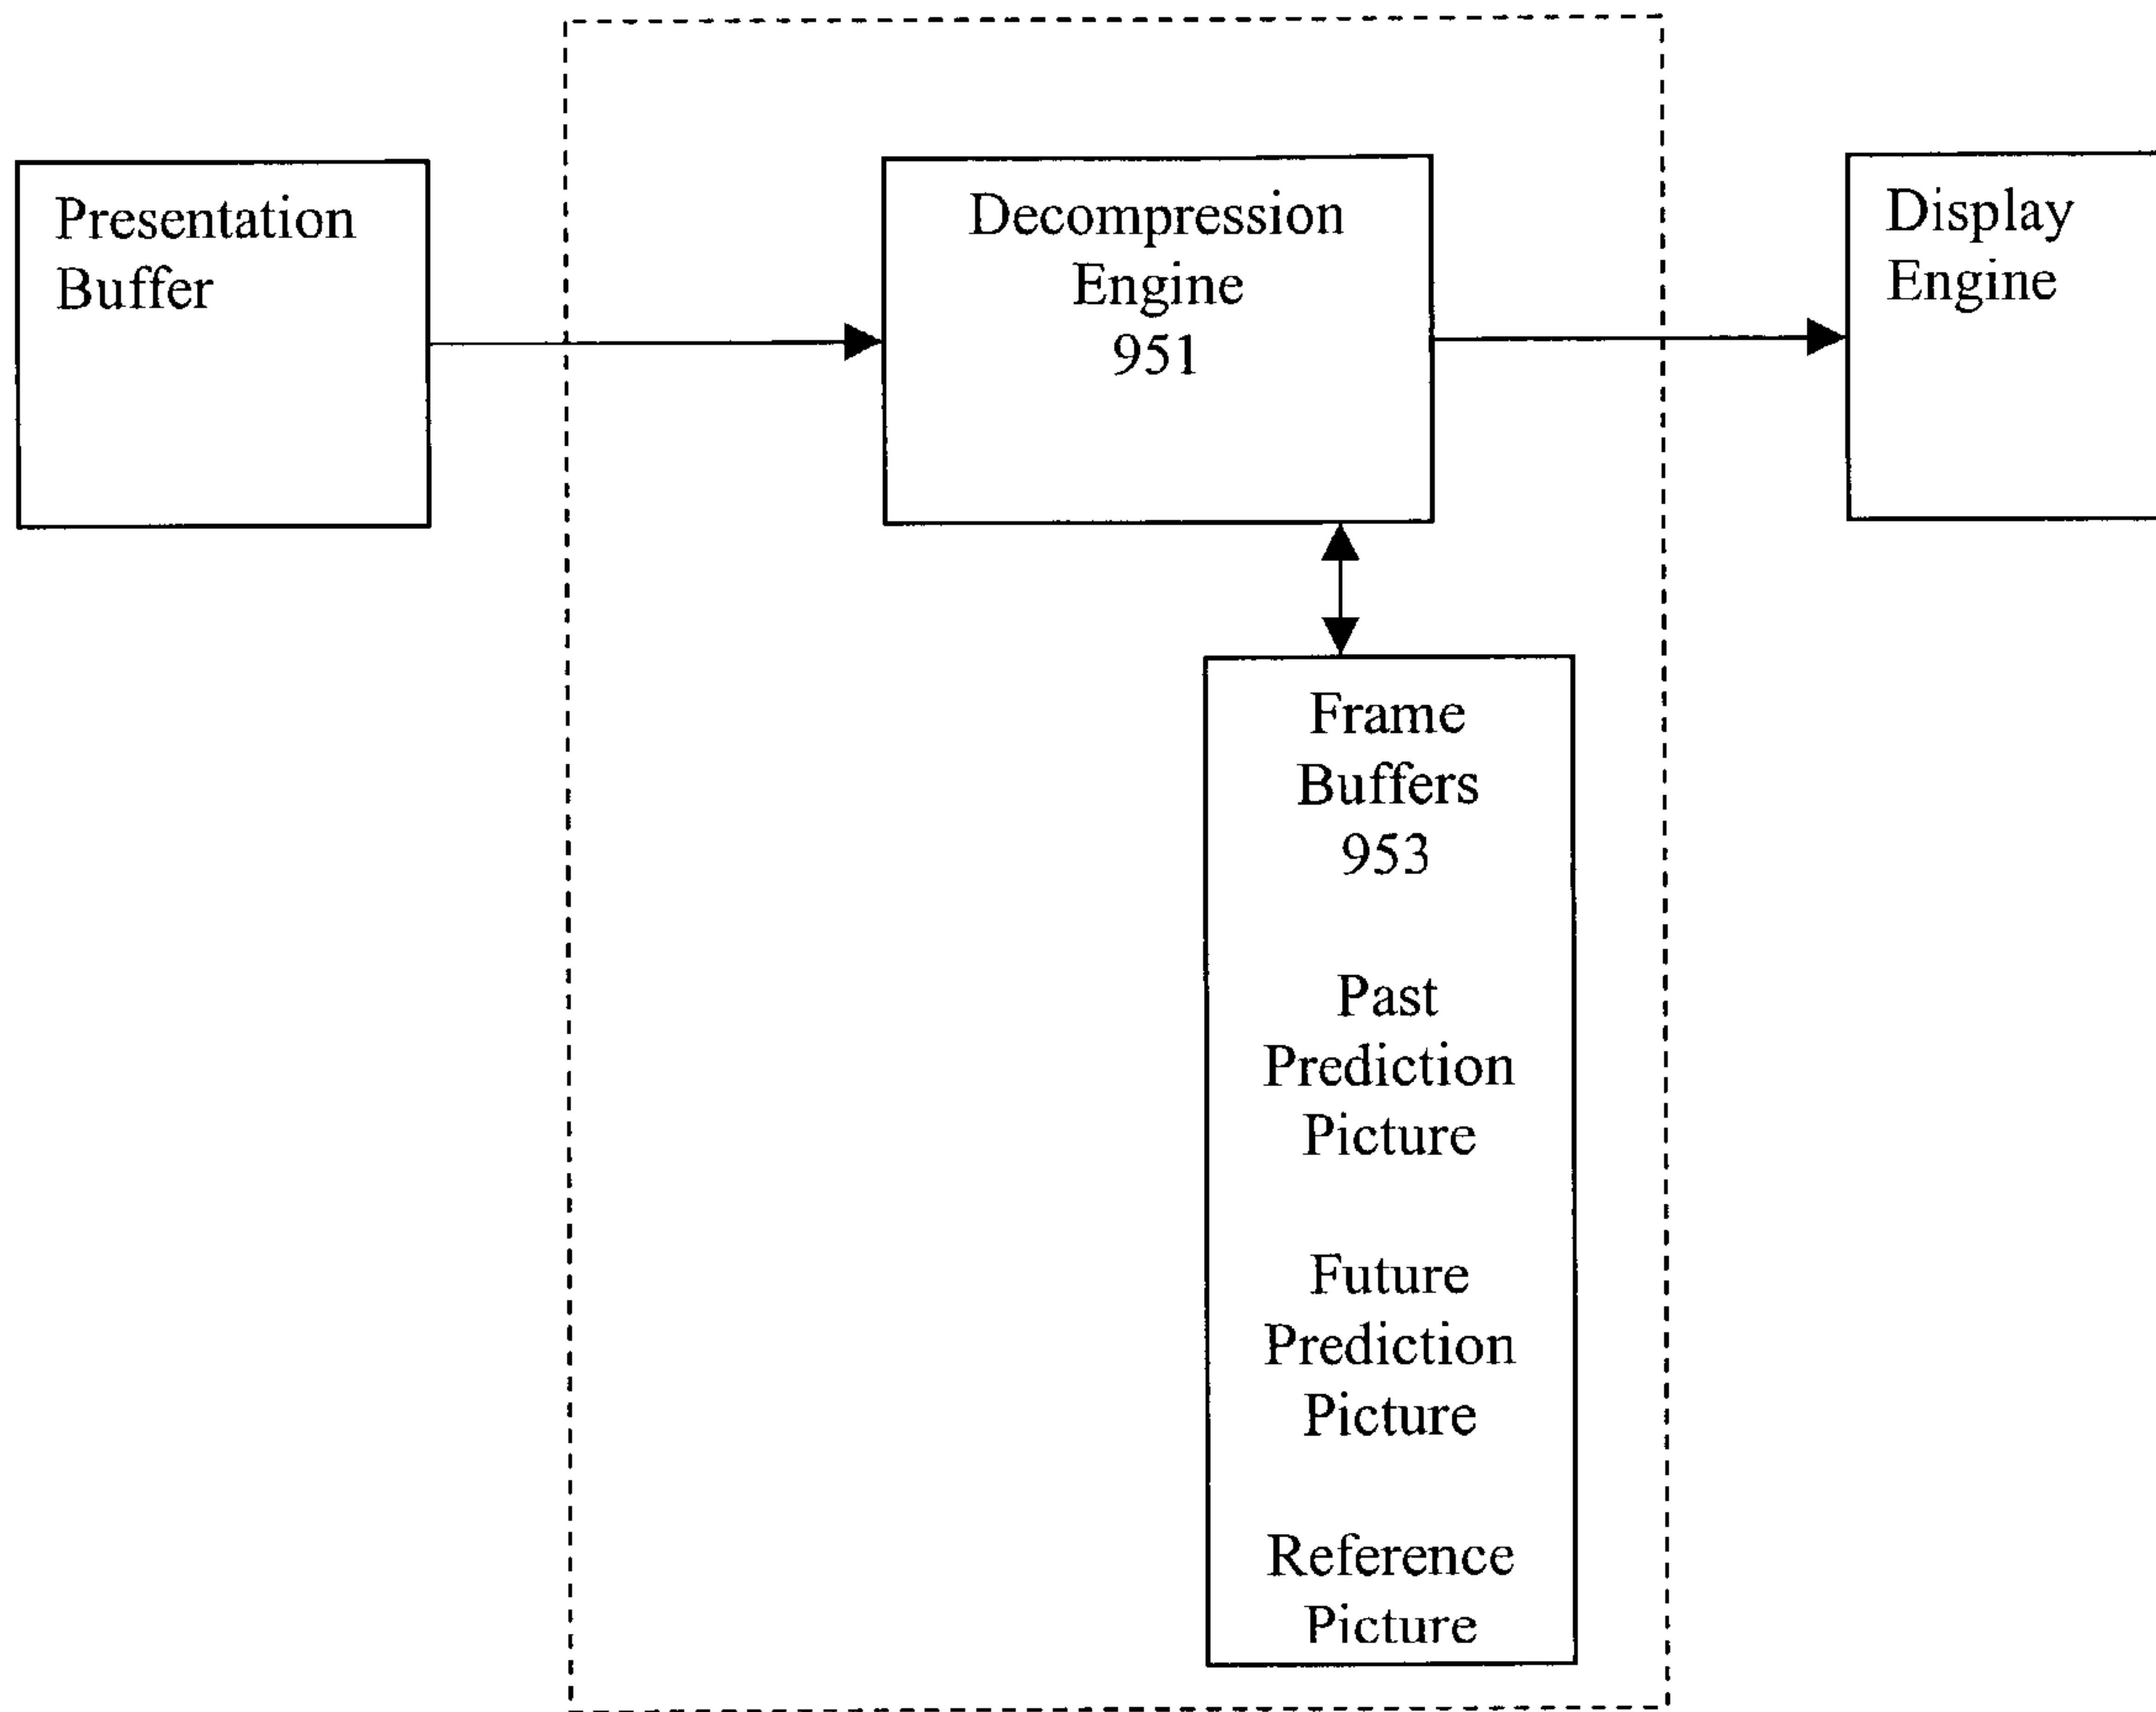 Presentation
Buffer
Decompression
Engine
951
Display
Engine
Frame
Buffers
953
Past
Prediction
Picture
Future
Prediction
Picture
Reference
Picture